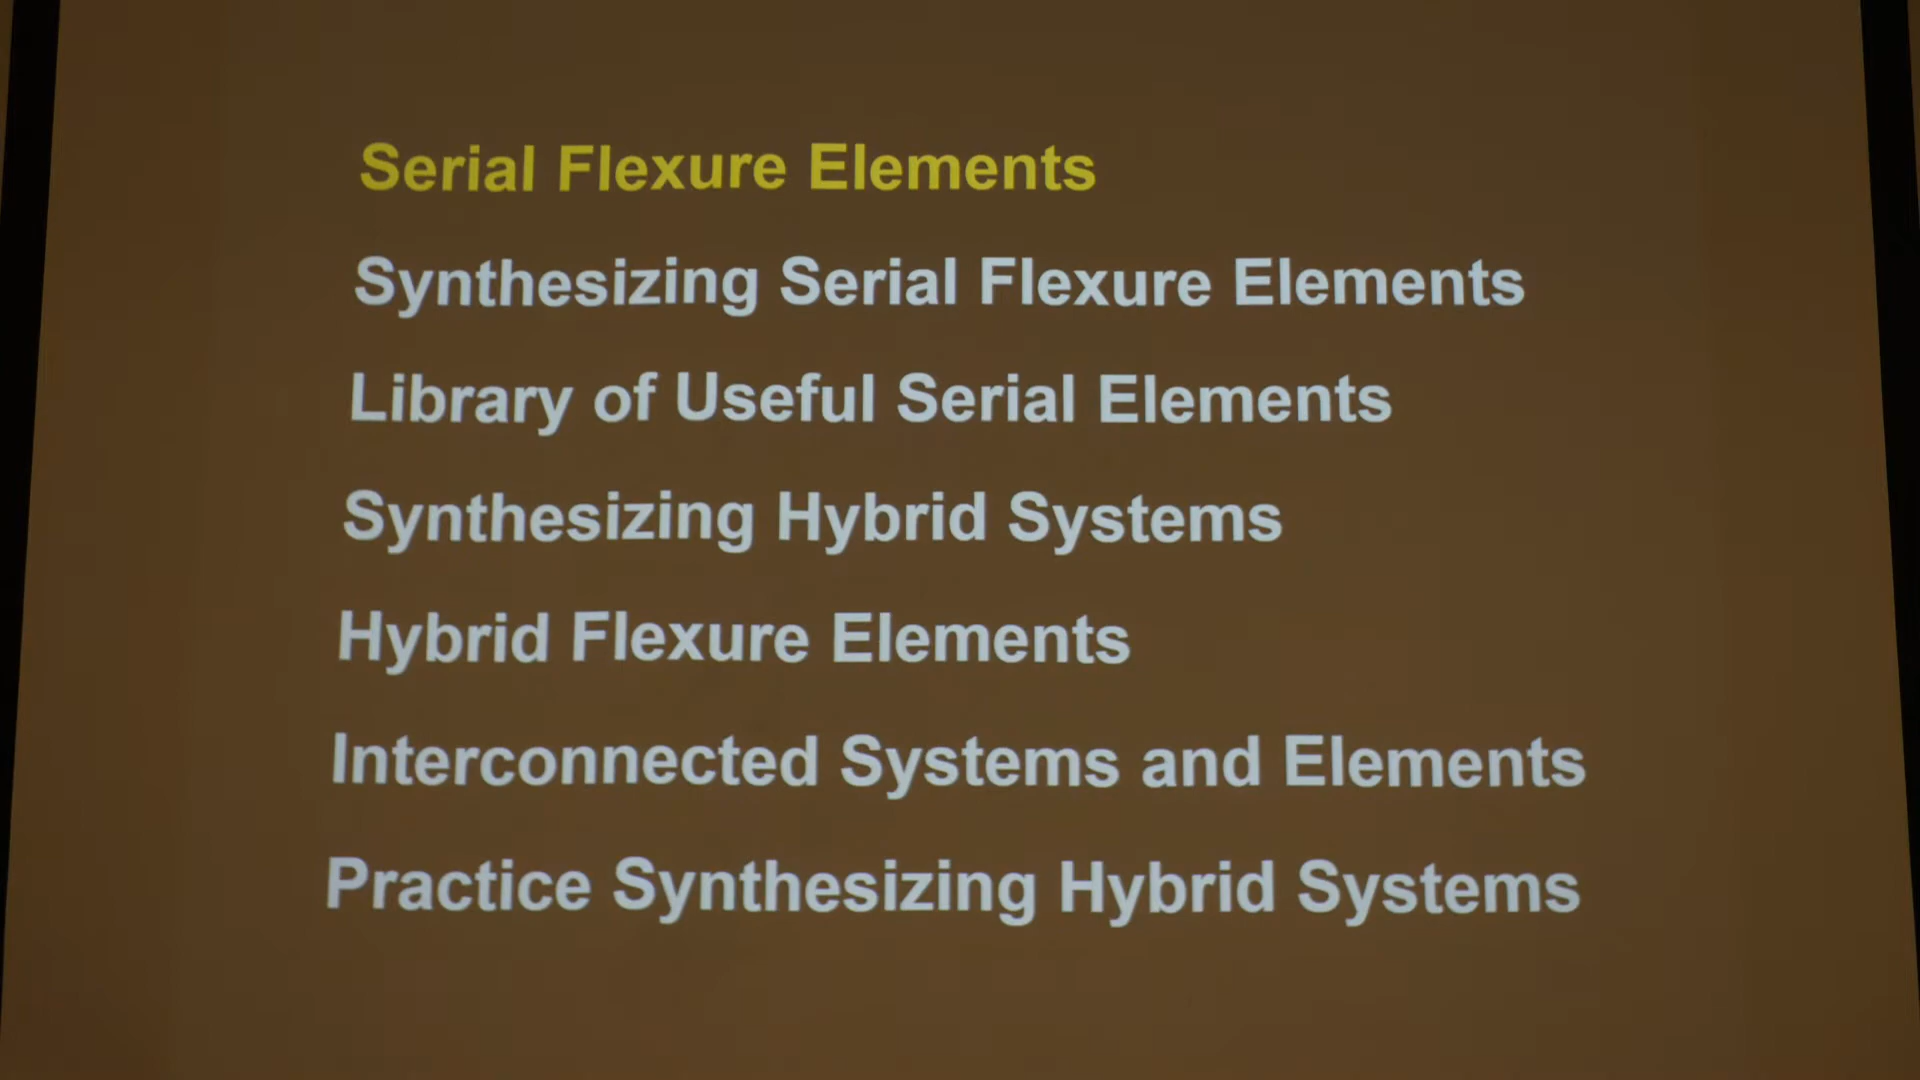 Serial Flexure Elements
Synthesizing Serial Flexure Elements
Library of Useful Serial Elements
Synthesizing Hybrid Systems
Hybrid Flexure Elements
Interconnected Systems and Elements
Practice Synthesizing Hybrid Systems